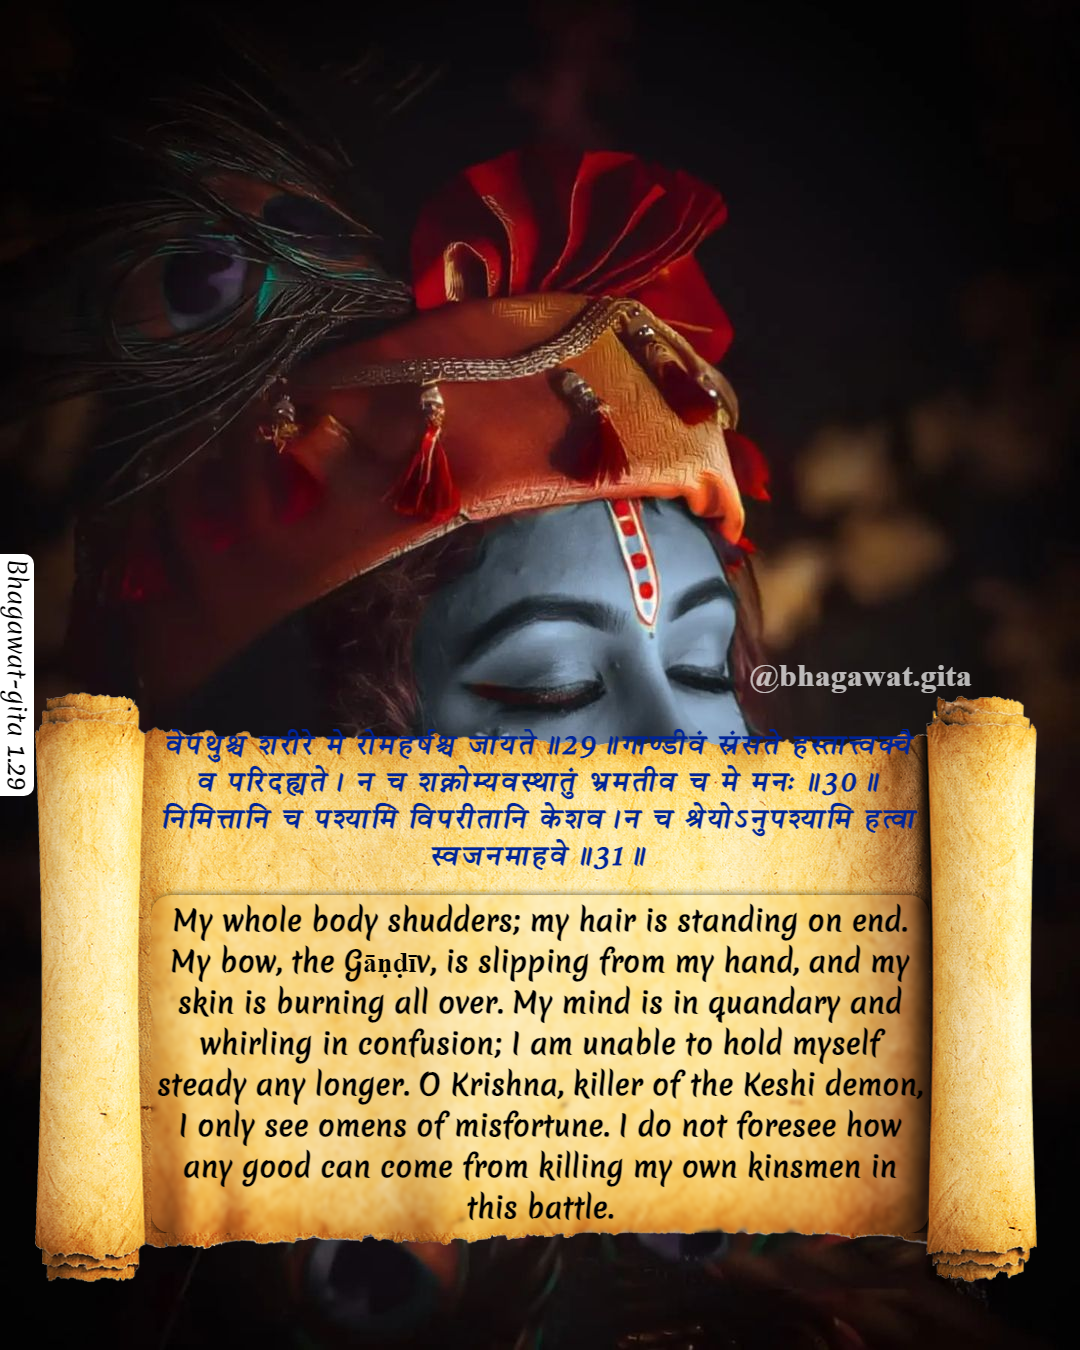 @bhagawat.gita
Bhagawat-gita 1.29
वेपथुश्च शरीरे मे रोमहर्षश्च जायते ॥29॥गाण्डीवं स्रंसते हस्तात्त्वक्चै
व परिदह्यते। न च शक्नोम्यवस्थातुं भ्रमतीव च मे मनः ॥30॥
निमित्तानि च पश्यामि विपरीतानि केशव।न च श्रेयोऽनुपश्यामि हत्वा
स्वजनमाहवे ॥31॥
My whole body shudders; my hair is standing on end.
My bow, the Gāṇḍīv, is slipping from my hand, and my
skin is burning all over. My mind is in quandary and
whirling in confusion; I am unable to hold myself
steady any longer. O Krishna, killer of the Keshi demon,
I only see omens of misfortune. I do not foresee how
any good can come from killing my own kinsmen in
this battle.